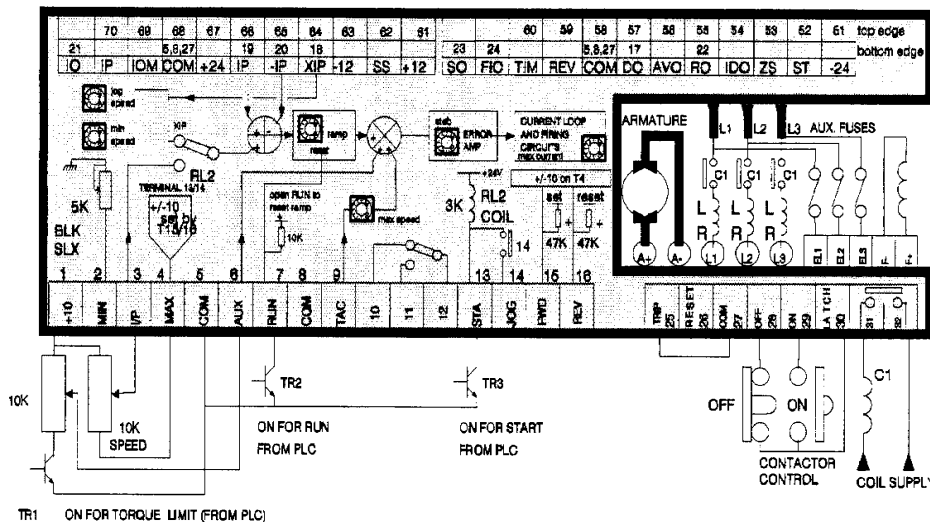 70 69 68 67 66 65 64 63 62 61 60 59 58 57 56 55 54 53 52 51 top edge
21 5,8,27 19 20 18 23 24 5,8,27 17 22 bottom edge
IO IP IOM COM +24 IP -IP XIP -12 SS +12 SO FIO TIM REV COM DO AVO RO IDO ZS ST -24
jog speed
min speed
XIP
RL2
ramp
reset
stab
ERROR AMP
CURRENT LOOP
AND FIRING
CIRCUITS
max current
ARMATURE
L1 L2 L3 AUX. FUSES
C1 C1 C1
TERMINAL 13/14
+/-10
set by
T15/16
5K
BLK
SLX
open RUN to
reset ramp
10K
max speed
+24V
3K
RL2
COIL
14
+/-10 on T4
set reset
47K 47K
L R L R L R
A+ A- L1 L2 L3 EL1 EL2 EL3 F- F+
1 2 3 4 5 6 7 8 9 10 11 12 13 14 15 16
+10 MIN I/P MAX COM AUX RUN COM TAC STA JOG FWD REV
TRIP RESET COM OFF ON LATCH
25 26 27 28 29 30 S1 S2
10K
10K
SPEED
TR2
ON FOR RUN
FROM PLC
TR3
ON FOR START
FROM PLC
OFF ON
CONTACTOR
CONTROL
C1
COIL SUPPLY
TR1 ON FOR TORQUE LIMIT (FROM PLC)